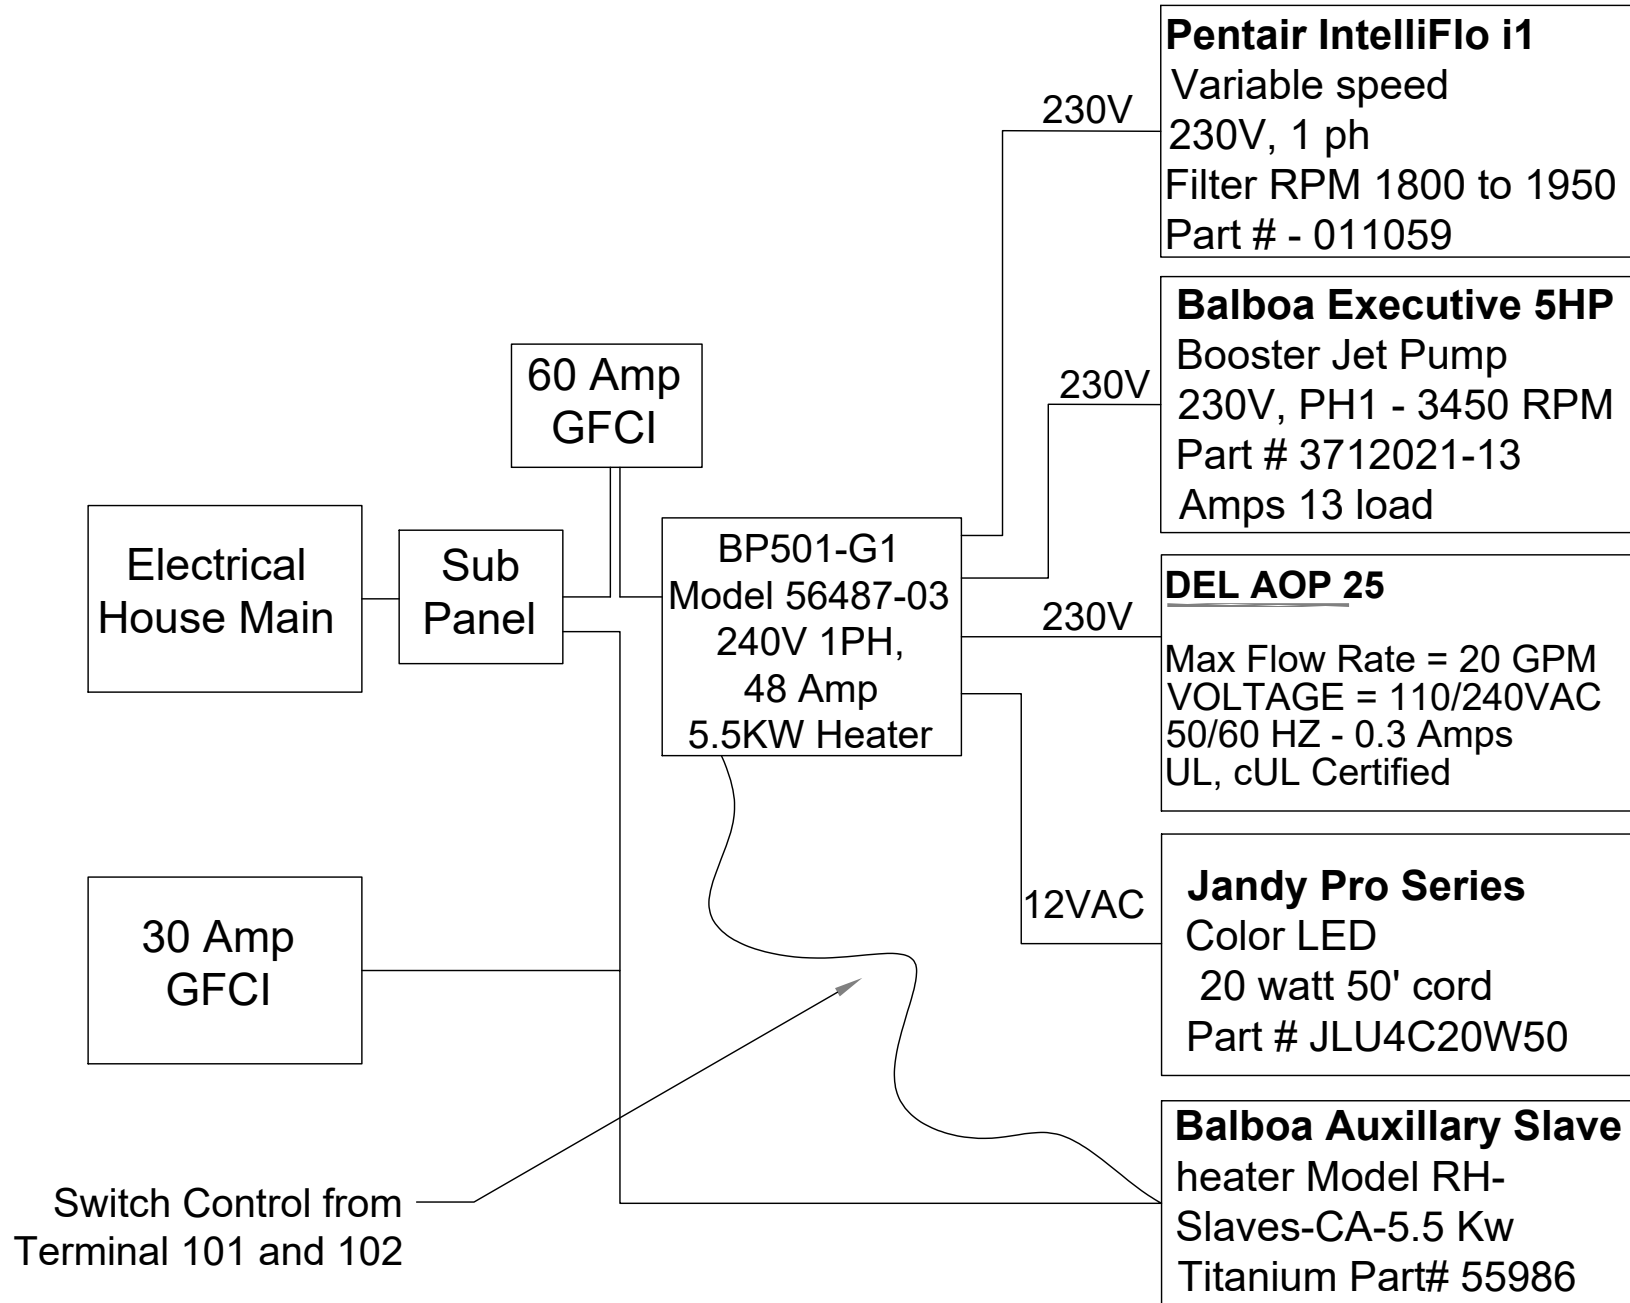 Pentair IntelliFlo i1
Variable speed
230V, 1 ph
Filter RPM 1800 to 1950
Part # - 011059
230V
Balboa Executive 5HP
Booster Jet Pump
230V, PH1 - 3450 RPM
Part # 3712021-13
Amps 13 load
230V
60 Amp
GFCI
Electrical
House Main
Sub
Panel
BP501-G1
Model 56487-03
240V 1PH,
48 Amp
5.5KW Heater
230V
DEL AOP 25
Max Flow Rate = 20 GPM
VOLTAGE = 110/240VAC
50/60 HZ - 0.3 Amps
UL, cUL Certified
30 Amp
GFCI
12VAC
Jandy Pro Series
Color LED
20 watt 50' cord
Part # JLU4C20W50
Switch Control from
Terminal 101 and 102
Balboa Auxillary Slave
heater Model RH-
Slaves-CA-5.5 Kw
Titanium Part# 55986